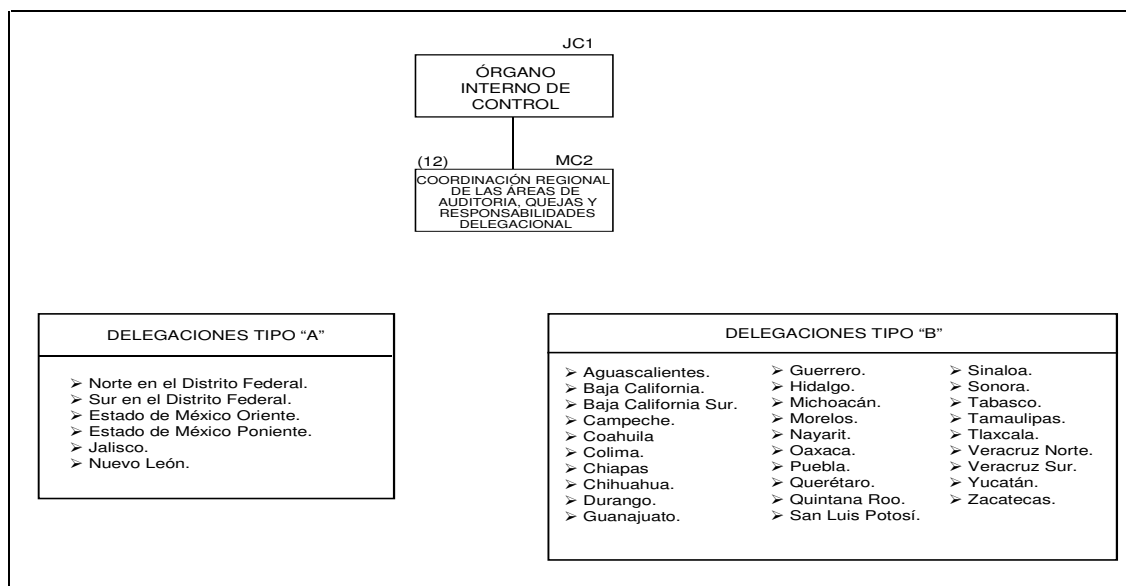 JC1
ÓRGANO
INTERNO DE
CONTROL
(12) MC2
COORDINACIÓN REGIONAL
DE LAS ÁREAS DE
AUDITORIA, QUEJAS Y
RESPONSABILIDADES
DELEGACIONAL
DELEGACIONES TIPO “A”
➢ Norte en el Distrito Federal.
➢ Sur en el Distrito Federal.
➢ Estado de México Oriente.
➢ Estado de México Poniente.
➢ Jalisco.
➢ Nuevo León.
DELEGACIONES TIPO “B”
➢ Aguascalientes.
➢ Baja California.
➢ Baja California Sur.
➢ Campeche.
➢ Coahuila
➢ Colima.
➢ Chiapas
➢ Chihuahua.
➢ Durango.
➢ Guanajuato.
➢ Guerrero.
➢ Hidalgo.
➢ Michoacán.
➢ Morelos.
➢ Nayarit.
➢ Oaxaca.
➢ Puebla.
➢ Querétaro.
➢ Quintana Roo.
➢ San Luis Potosí.
➢ Sinaloa.
➢ Sonora.
➢ Tabasco.
➢ Tamaulipas.
➢ Tlaxcala.
➢ Veracruz Norte.
➢ Veracruz Sur.
➢ Yucatán.
➢ Zacatecas.